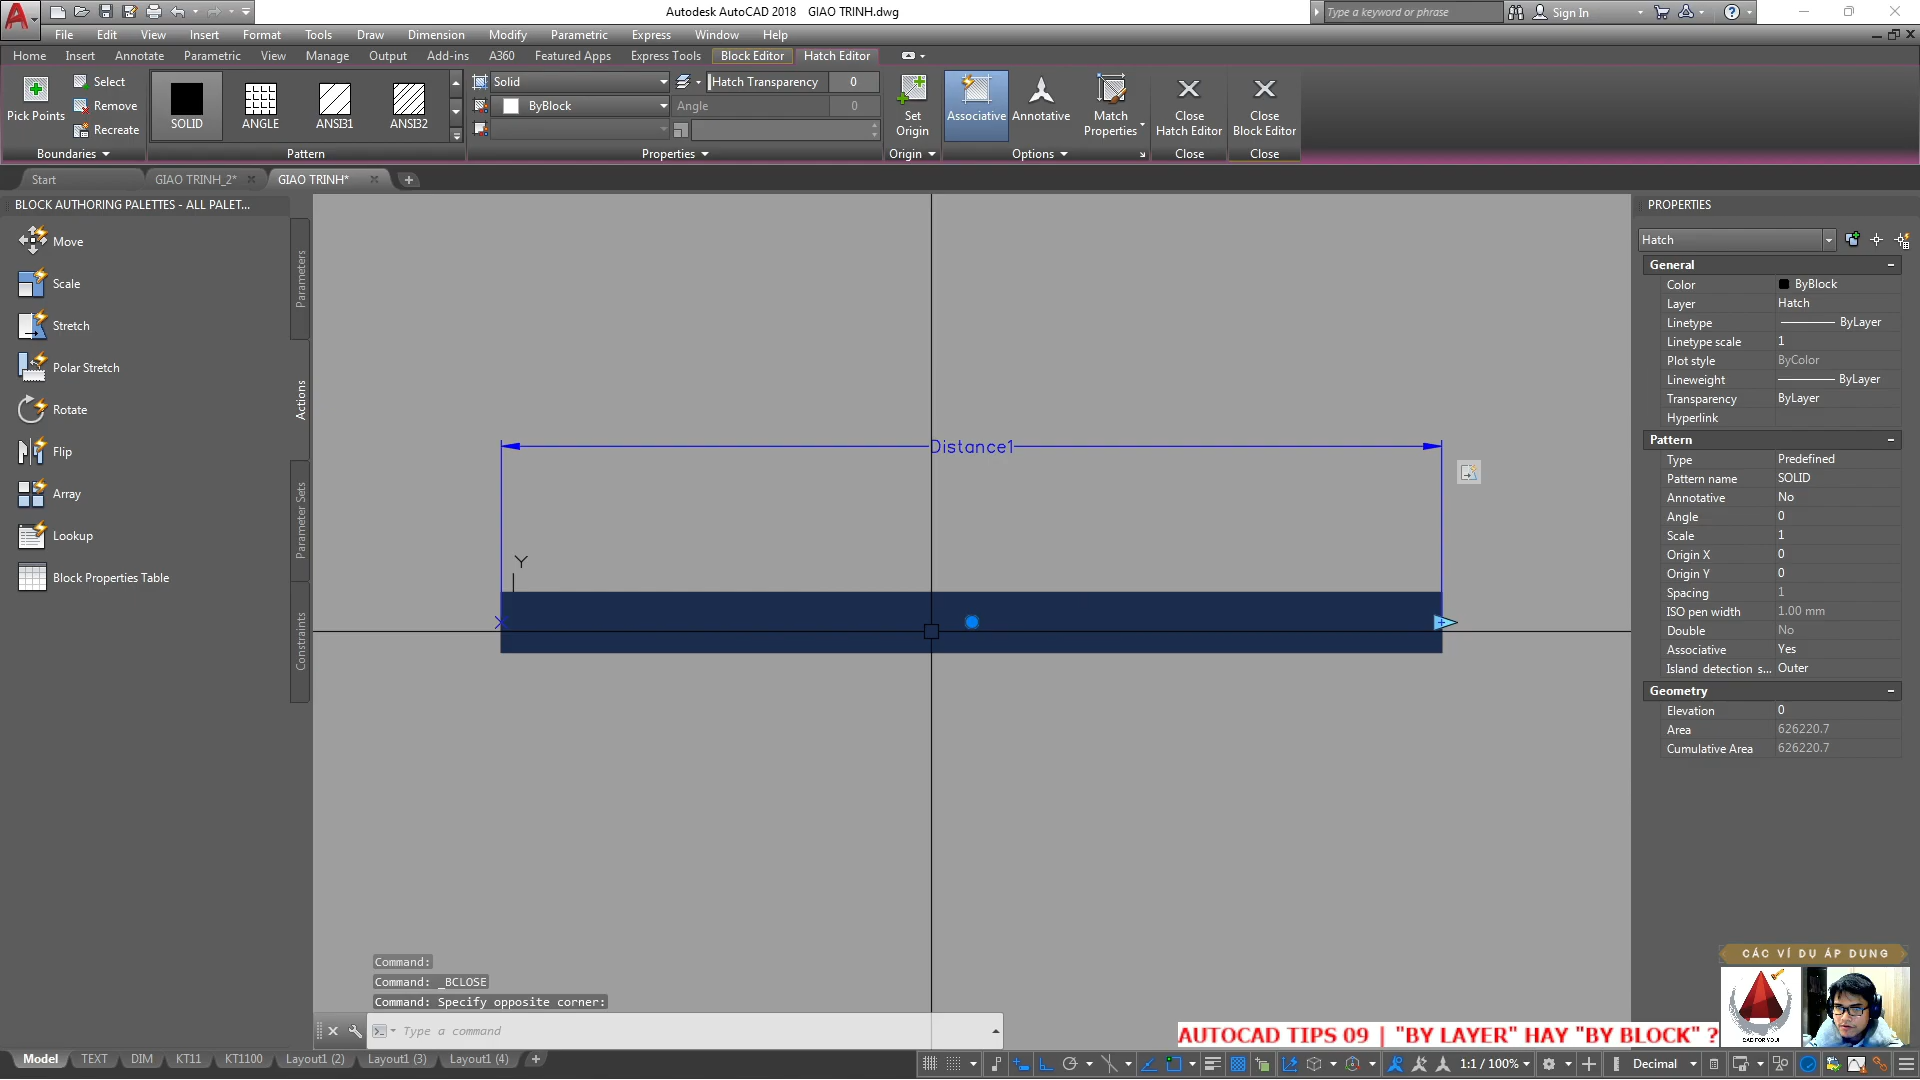 Autodesk AutoCAD 2018   GIAO TRINH.dwg
Type a keyword or phrase
Sign In
File Edit View Insert Format Tools Draw Dimension Modify Parametric Express Window Help
Home Insert Annotate Parametric View Manage Output Add-ins A360 Featured Apps Express Tools Block Editor Hatch Editor
Pick Points
Select
Remove
Recreate
Boundaries
SOLID
ANGLE
ANSI31
ANSI32
Pattern
Solid
ByBlock
Hatch Transparency 0
Angle 0
Properties
Set
Origin
Origin
Associative
Annotative
Match
Properties
Options
Close
Hatch Editor
Close
Close
Block Editor
Close
Start
GIAO TRINH_2*
GIAO TRINH*
BLOCK AUTHORING PALETTES - ALL PALET...
Move
Scale
Stretch
Polar Stretch
Rotate
Flip
Array
Lookup
Block Properties Table
Parameters
Actions
Parameter Sets
Constraints
Distance1
Y
PROPERTIES
Hatch
General
Color ByBlock
Layer Hatch
Linetype ByLayer
Linetype scale 1
Plot style ByColor
Lineweight ByLayer
Transparency ByLayer
Hyperlink
Pattern
Type Predefined
Pattern name SOLID
Annotative No
Angle 0
Scale 1
Origin X 0
Origin Y 0
Spacing 1
ISO pen width 1.00 mm
Double No
Associative Yes
Island detection s... Outer
Geometry
Elevation 0
Area 626220.7
Cumulative Area 626220.7
Command:
Command: _BCLOSE
Command: Specify opposite corner:
Type a command
CÁC VÍ DỤ ÁP DỤNG
CAD FOR YOU!
AUTOCAD TIPS 09 | "BY LAYER" HAY "BY BLOCK" ?
Model TEXT DIM KT11 KT1100 Layout1 (2) Layout1 (3) Layout1 (4)
1:1 / 100%
Decimal